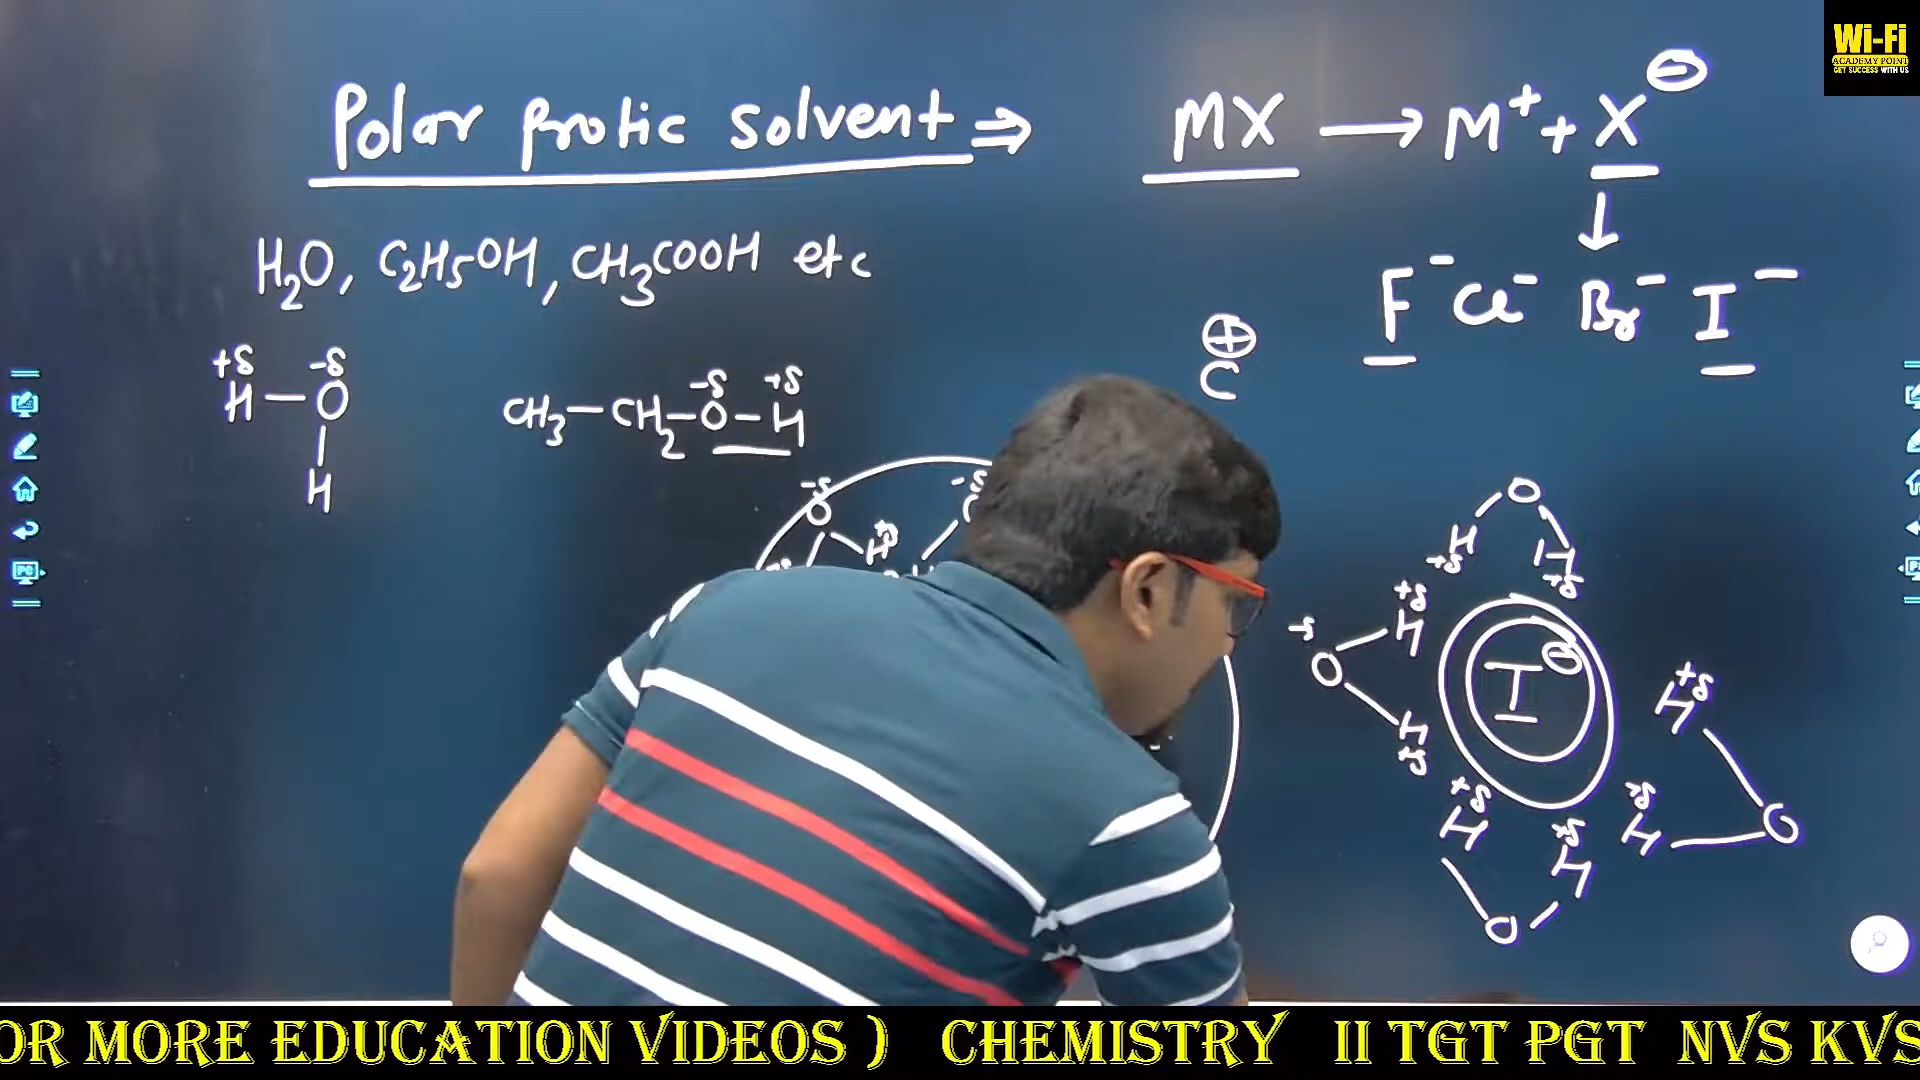 Wi-Fi
ACADEMY POINT
GET SUCCESS WITH US
Polar protic solvent ⇒
MX → M⁺ + X⊖
↓
H₂O, C₂H₅OH, CH₃COOH etc
F⁻ Cl⁻ Br⁻ I⁻
⊕
C
+δ -δ
H—O
H
-δ +δ
CH₃—CH₂—O—H
-δ
O
+δ
H
-δ
O
H H
+δ +δ
+δ
H
O
H
+δ
I⊖
+δ
H
+δ
H
O
+δ
H
+δ
H
O
PC
OR MORE EDUCATION VIDEOS ) CHEMISTRY II TGT PGT NVS KVS